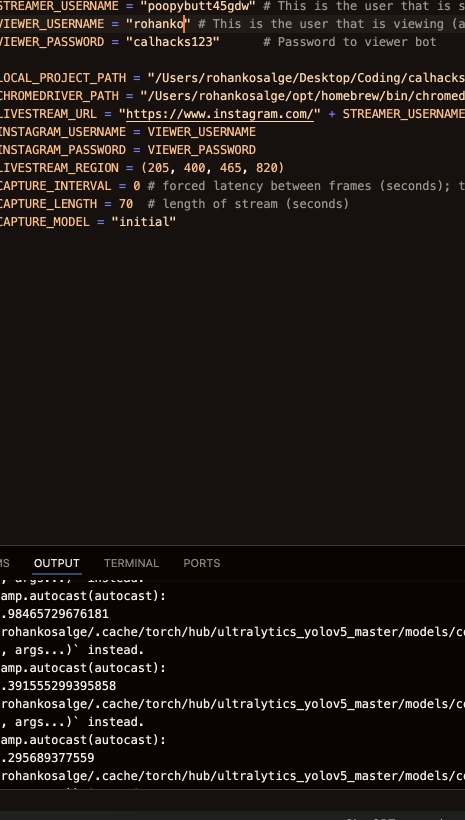 STREAMER_USERNAME = "poopybutt45gdw" # This is the user that is s
VIEWER_USERNAME = "rohanko" # This is the user that is viewing (a
VIEWER_PASSWORD = "calhacks123" # Password to viewer bot
LOCAL_PROJECT_PATH = "/Users/rohankosalge/Desktop/Coding/calhacks
CHROMEDRIVER_PATH = "/Users/rohankosalge/opt/homebrew/bin/chromed
LIVESTREAM_URL = "https://www.instagram.com/" + STREAMER_USERNAME
INSTAGRAM_USERNAME = VIEWER_USERNAME
INSTAGRAM_PASSWORD = VIEWER_PASSWORD
LIVESTREAM_REGION = (205, 400, 465, 820)
CAPTURE_INTERVAL = 0 # forced latency between frames (seconds); t
CAPTURE_LENGTH = 70 # length of stream (seconds)
CAPTURE_MODEL = "initial"
MS OUTPUT TERMINAL PORTS
, args...)` instead.
amp.autocast(autocast):
.98465729676181
rohankosalge/.cache/torch/hub/ultralytics_yolov5_master/models/co
, args...)` instead.
amp.autocast(autocast):
.391555299395858
rohankosalge/.cache/torch/hub/ultralytics_yolov5_master/models/co
, args...)` instead.
amp.autocast(autocast):
.295689377559
rohankosalge/.cache/torch/hub/ultralytics_yolov5_master/models/co